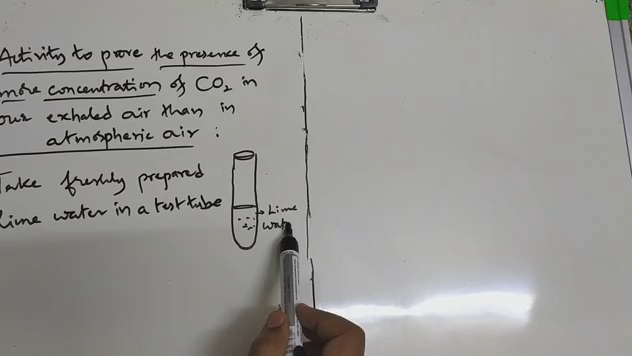 Activity to prove the presence of
more concentration of CO2 in
our exhaled air than in
atmospheric air :
Take freshly prepared
Lime water in a test tube
Lime
wate